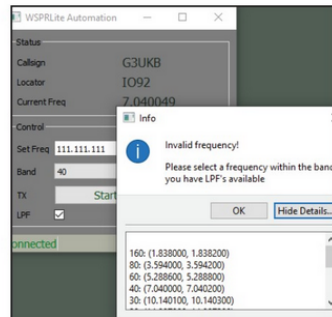 WSPRLite Automation
Status
Callsign G3UKB
Locator IO92
Current Freq 7.040049
Control
Set Freq 111.111.111
Band 40
TX Start
LPF
onnected
Info
Invalid frequency!
Please select a frequency within the band
you have LPF's available
OK Hide Details...
160: (1.838000, 1.838200)
80: (3.594000, 3.594200)
60: (5.288600, 5.288800)
40: (7.040000, 7.040200)
30: (10.140100, 10.140300)